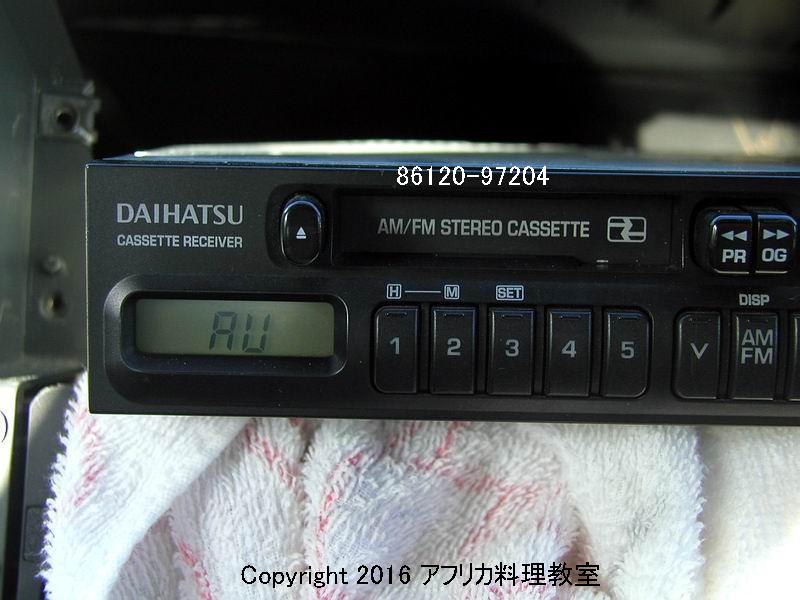 86120-97204
DAIHATSU
CASSETTE RECEIVER
AM/FM STEREO CASSETTE
PR OG
AU
H M SET
DISP
1 2 3 4 5
AM
FM
Copyright 2016 アフリカ料理教室